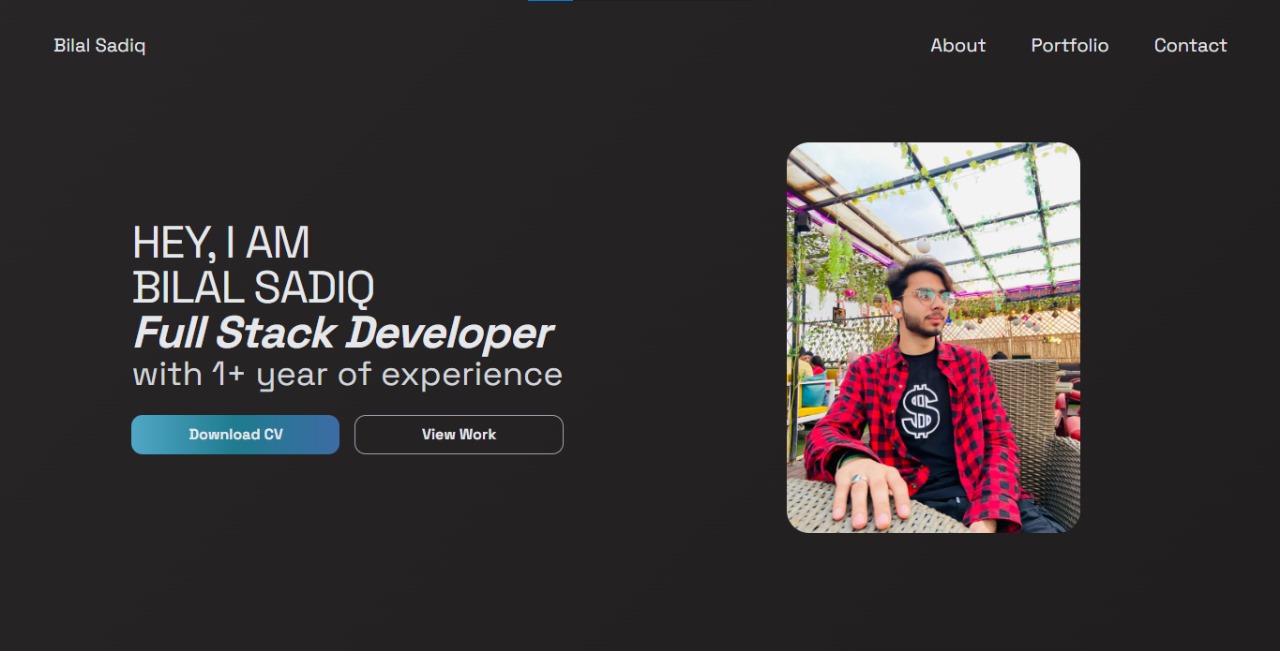 Bilal Sadiq
About
Portfolio
Contact
HEY, I AM
BILAL SADIQ
Full Stack Developer
with 1+ year of experience
Download CV
View Work
$